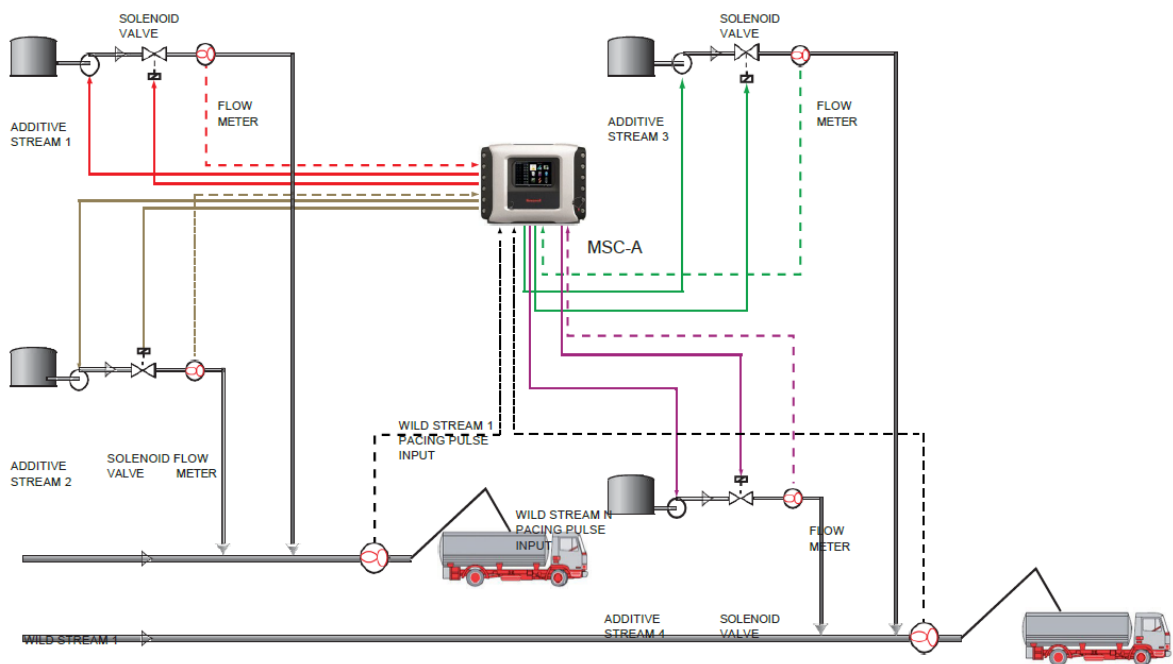 SOLENOID
VALVE
ADDITIVE
STREAM 1
FLOW
METER
SOLENOID
VALVE
ADDITIVE
STREAM 3
FLOW
METER
Honeywell
MSC-A
WILD STREAM 1
PACING PULSE
INPUT
ADDITIVE
STREAM 2
SOLENOID FLOW
VALVE METER
WILD STREAM N
PACING PULSE
INPUT
FLOW
METER
ADDITIVE
STREAM 4
SOLENOID
VALVE
WILD STREAM 1